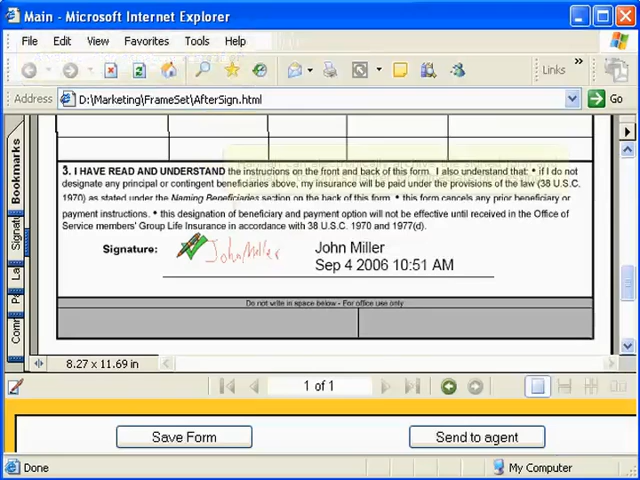 Main - Microsoft Internet Explorer
File Edit View Favorites Tools Help
Links
Address D:\Marketing\FrameSet\AfterSign.html Go
Bookmarks
3. I HAVE READ AND UNDERSTAND the instructions on the front and back of this form. I also understand that: • if I do not
designate any principal or contingent beneficiaries above, my insurance will be paid under the provisions of the law (38 U.S.C.
1970) as stated under the Naming Beneficiaries section on the back of this form. • this form cancels any prior beneficiary or
payment instructions. • this designation of beneficiary and payment option will not be effective until received in the Office of
Service members' Group Life Insurance in accordance with 38 U.S.C. 1970 and 1977(d).
Signatur
La
Pa
Com
Signature: John Miller John Miller
Sep 4 2006 10:51 AM
Do not write in space below - For office use only
8.27 x 11.69 in
1 of 1
Save Form Send to agent
Done My Computer